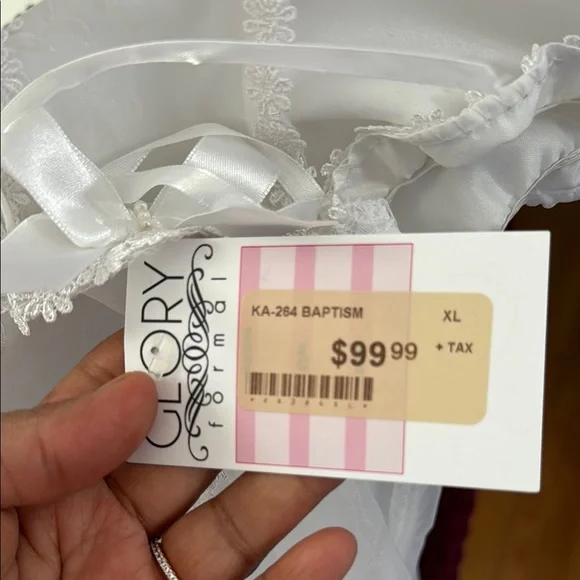 GLORY
formal
KA-264 BAPTISM XL
$99.99 + TAX